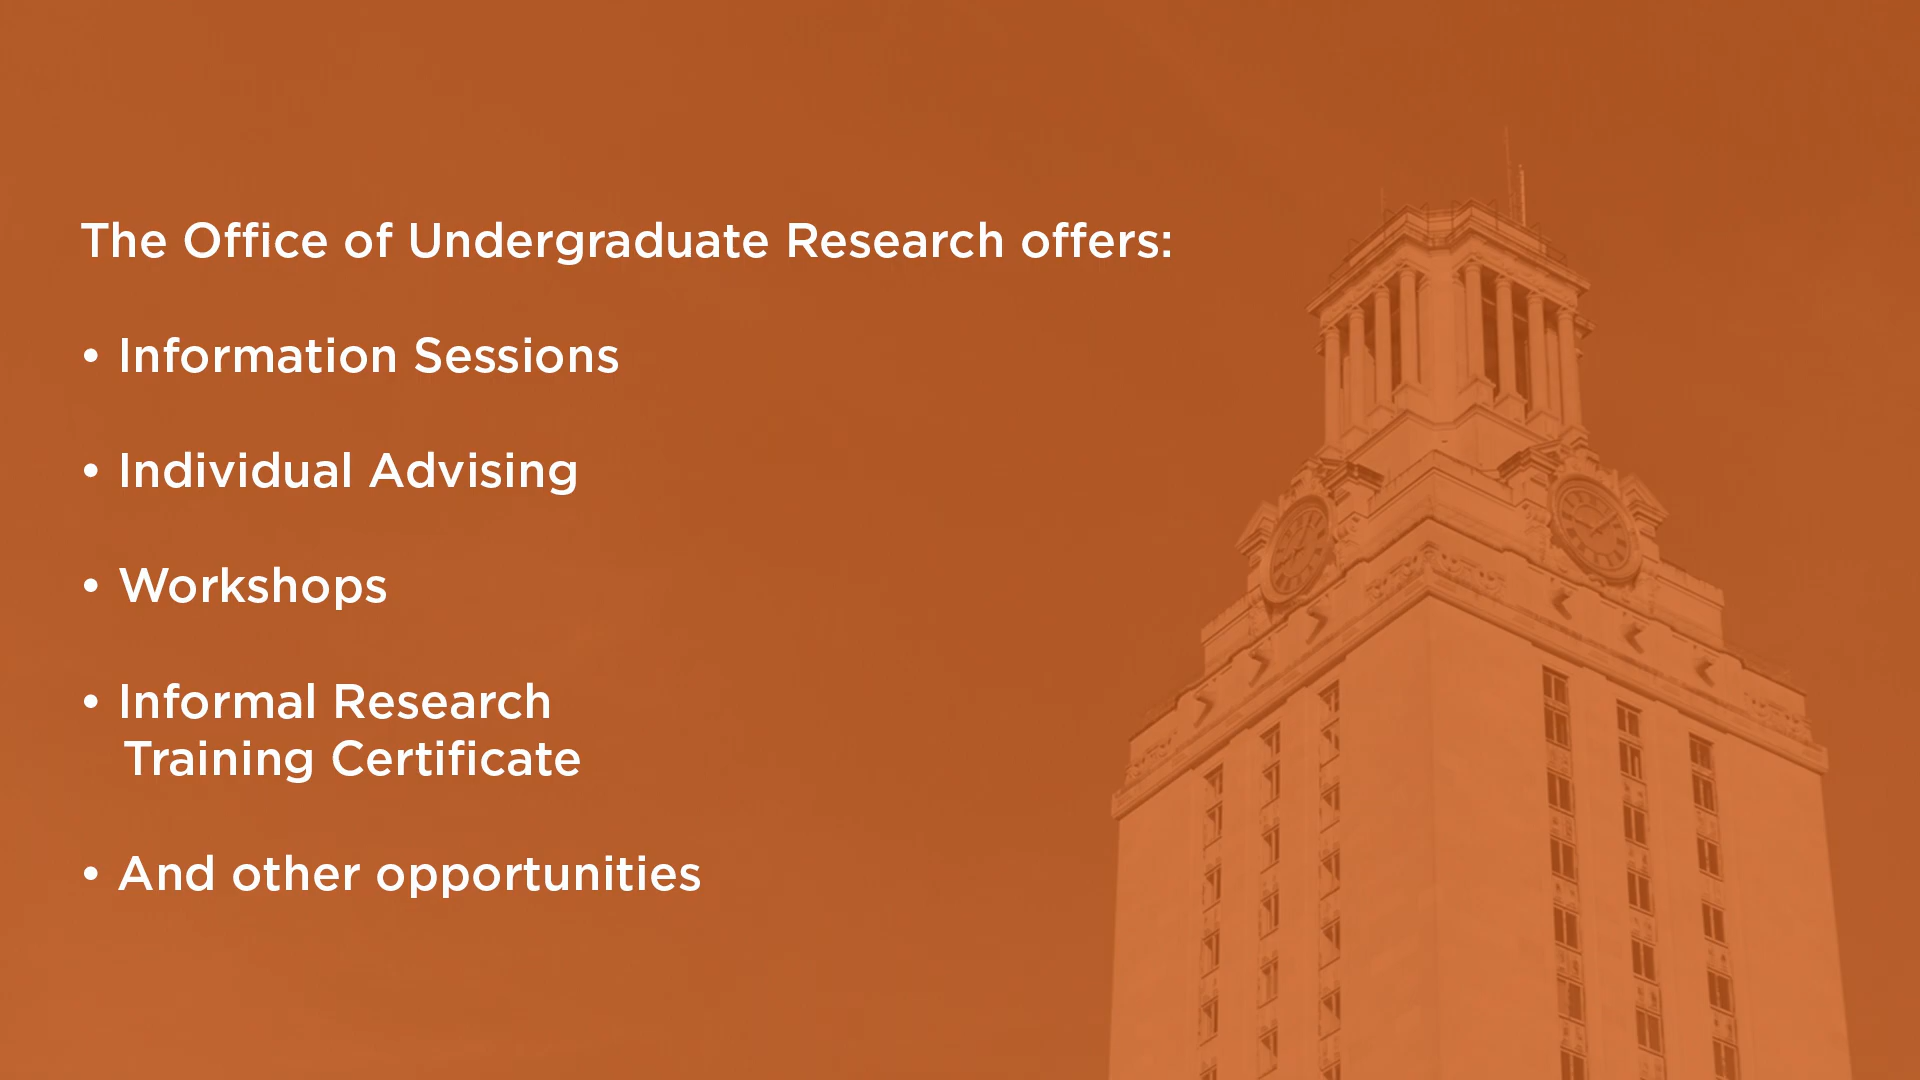 The Office of Undergraduate Research offers:
• Information Sessions
• Individual Advising
• Workshops
• Informal Research
Training Certificate
• And other opportunities